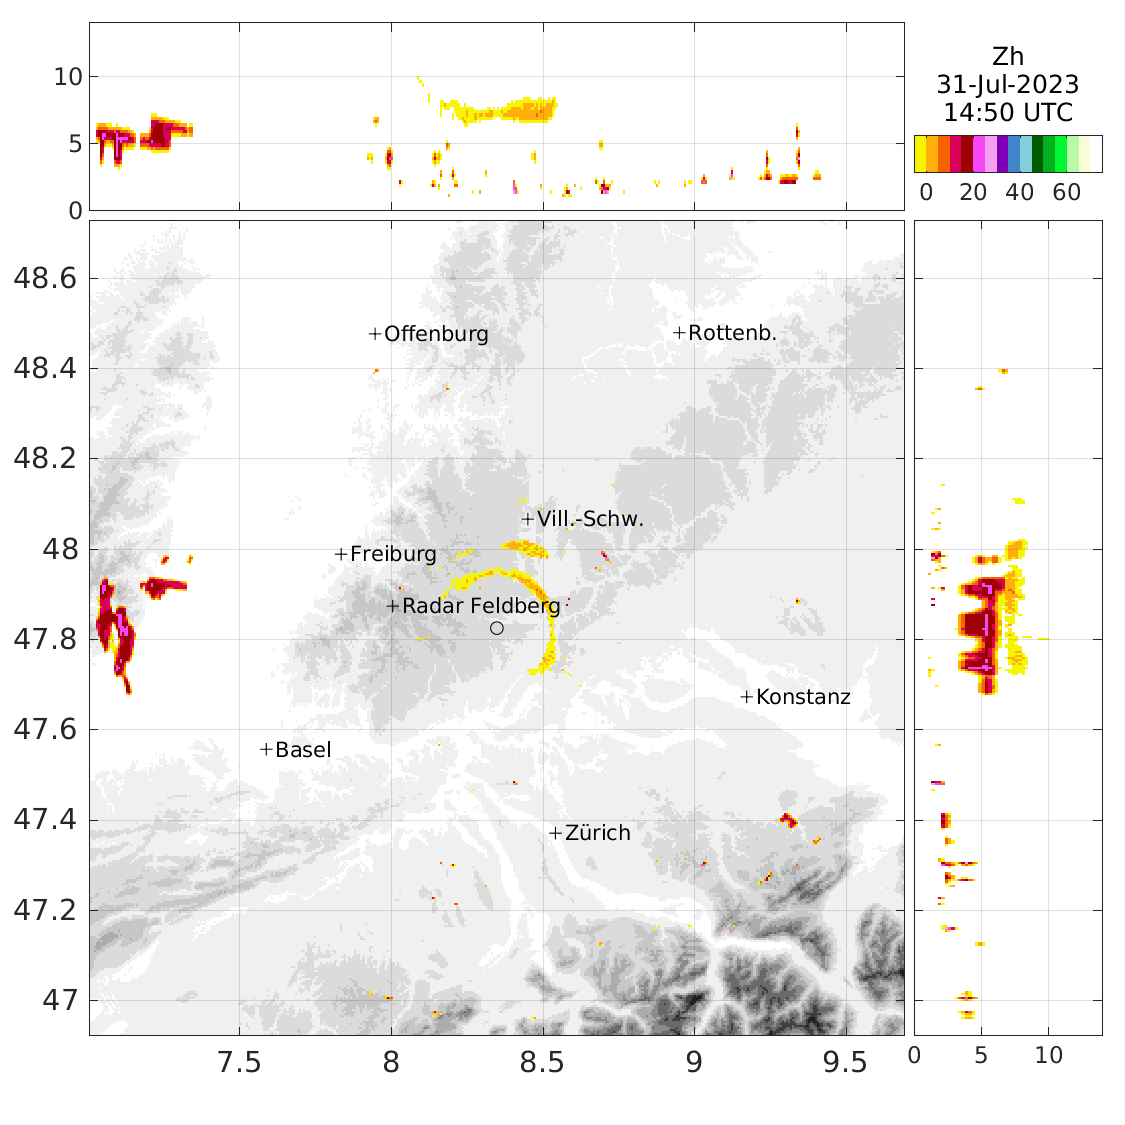 Zh
31-Jul-2023
14:50 UTC
0 20 40 60
10
5
0
48.6
48.4
48.2
48
47.8
47.6
47.4
47.2
47
Offenburg
Rottenb.
Vill.-Schw.
Freiburg
Radar Feldberg
Konstanz
Basel
Zürich
7.5 8 8.5 9 9.5
0 5 10